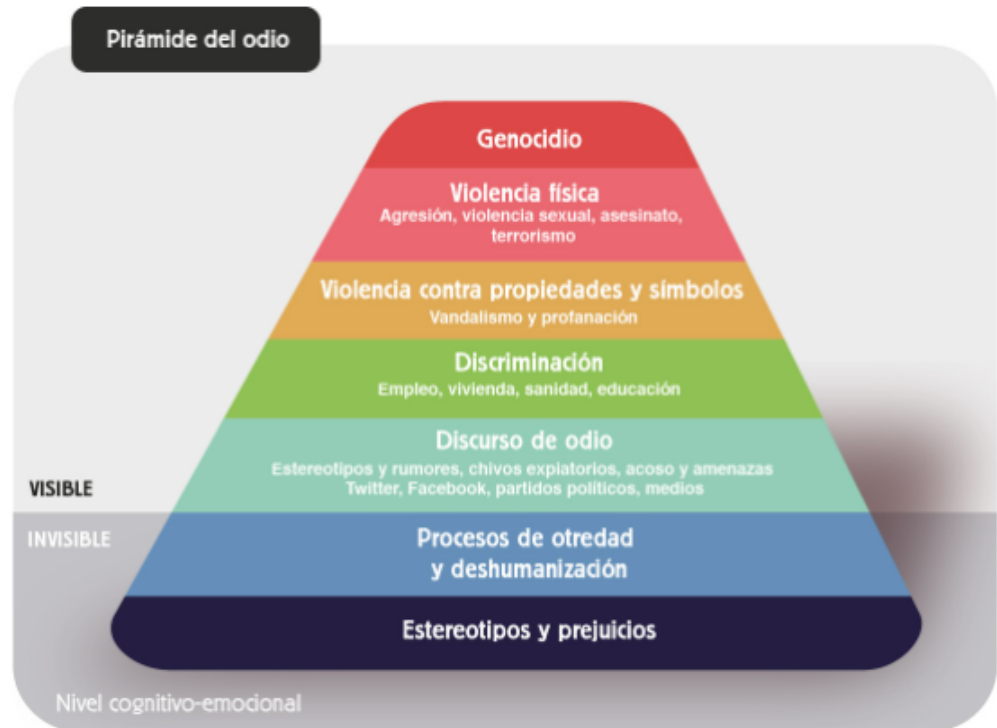 Pirámide del odio
Genocidio
Violencia física
Agresión, violencia sexual, asesinato,
terrorismo
Violencia contra propiedades y símbolos
Vandalismo y profanación
Discriminación
Empleo, vivienda, sanidad, educación
Discurso de odio
Estereotipos y rumores, chivos expiatorios, acoso y amenazas
Twitter, Facebook, partidos políticos, medios
VISIBLE
INVISIBLE
Procesos de otredad
y deshumanización
Estereotipos y prejuicios
Nivel cognitivo-emocional